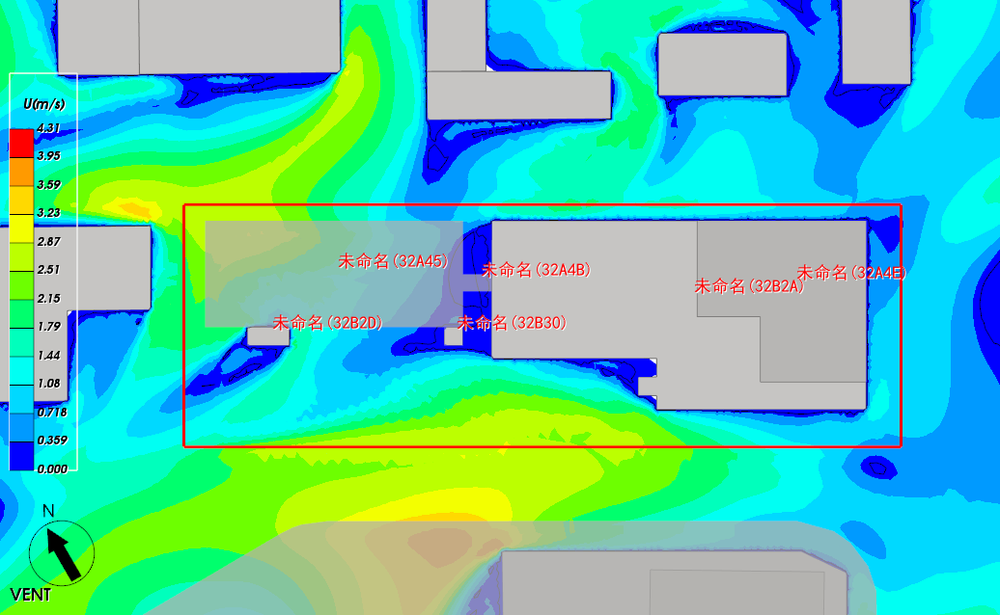 U(m/s)
4.31
3.95
3.59
3.23
2.87
2.51
2.15
1.79
1.44
1.08
0.718
0.359
0.000
未命名(32A45)
未命名(32A4B)
未命名(32B2A)
未命名(32A4E)
未命名(32B2D)
未命名(32B30)
N
VENT